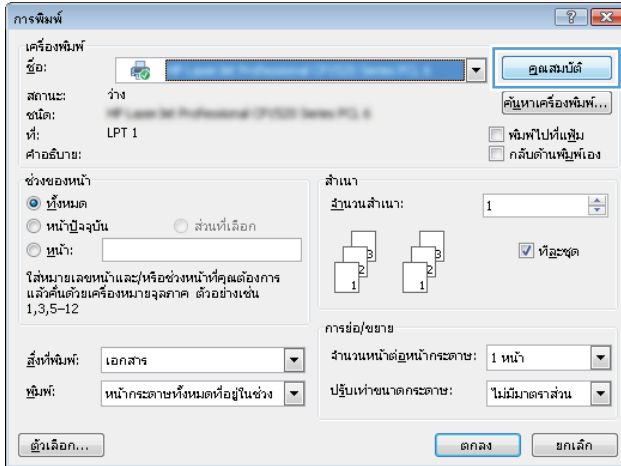 การพิมพ์
เครื่องพิมพ์
ชื่อ:
คุณสมบัติ
สถานะ: ว่าง
ค้นหาเครื่องพิมพ์...
ชนิด:
ที่: LPT 1
พิมพ์ไปที่แฟ้ม
คำอธิบาย:
กลับด้านพิมพ์เอง
ช่วงของหน้า
ทั้งหมด
หน้าปัจจุบัน ส่วนที่เลือก
หน้า:
ใส่หมายเลขหน้าและ/หรือช่วงหน้าที่คุณต้องการ
แล้วคั่นด้วยเครื่องหมายจุลภาค ตัวอย่างเช่น
1,3,5–12
สำเนา
จำนวนสำเนา: 1
3 3
2 2
1 1
ทีละชุด
สิ่งที่พิมพ์: เอกสาร
พิมพ์: หน้ากระดาษทั้งหมดที่อยู่ในช่วง
การย่อ/ขยาย
จำนวนหน้าต่อหน้ากระดาษ: 1 หน้า
ปรับเท่าขนาดกระดาษ: ไม่มีมาตราส่วน
ตัวเลือก...
ตกลง
ยกเลิก